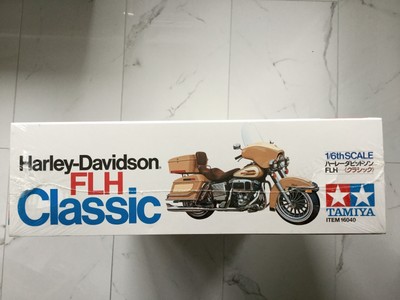 Harley-Davidson
FLH
Classic
1/6th SCALE
ハーレーダビッドソン
FLH 〈クラシック〉
TAMIYA
ITEM 16040